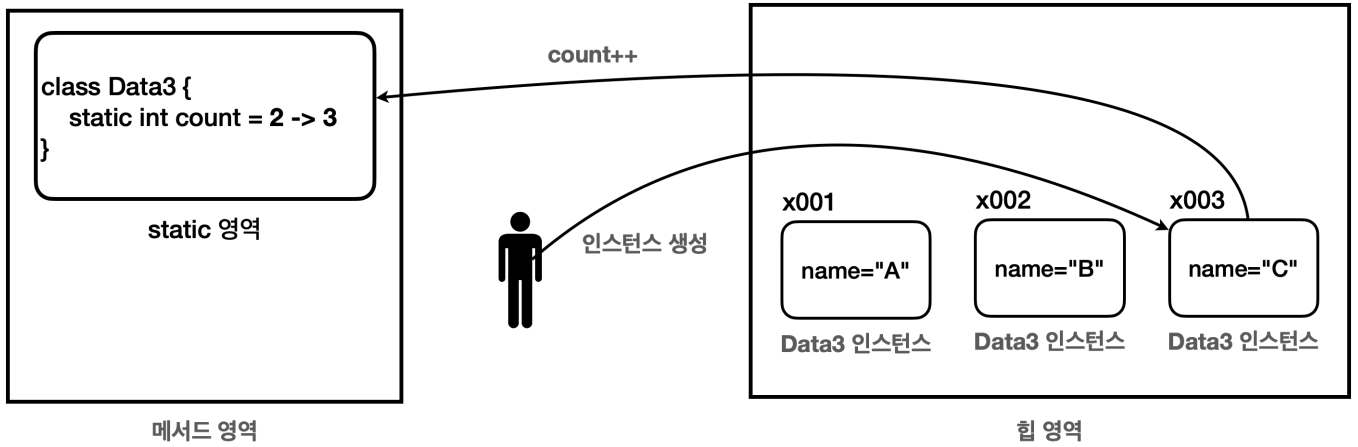 class Data3 {
static int count = 2 -> 3
}
static 영역
메서드 영역
count++
인스턴스 생성
x001
name="A"
Data3 인스턴스
x002
name="B"
Data3 인스턴스
x003
name="C"
Data3 인스턴스
힙 영역